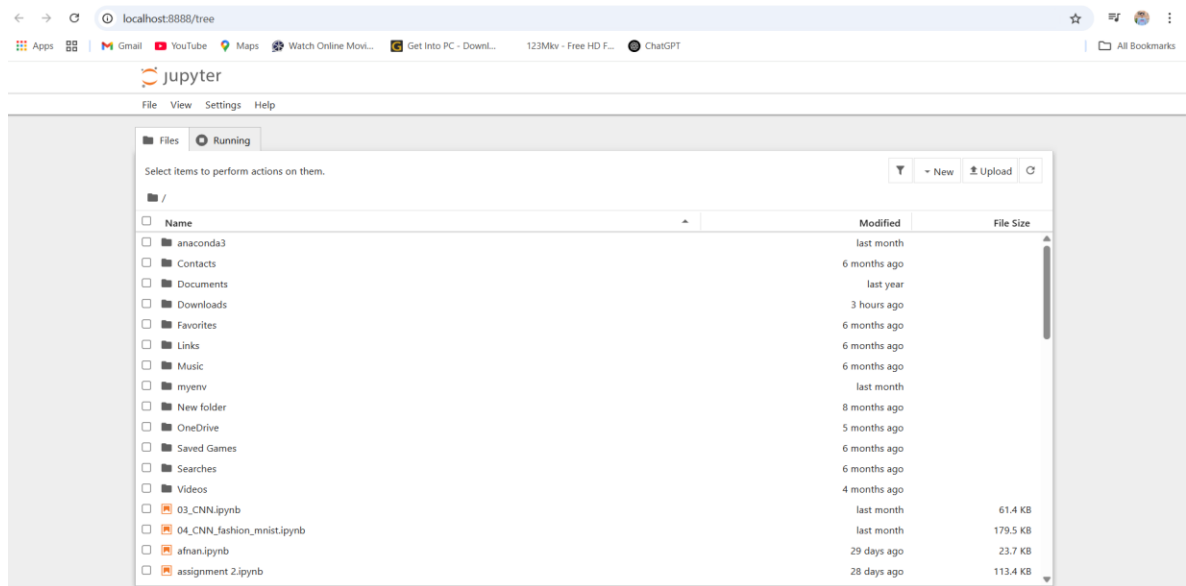 localhost:8888/tree
Apps Gmail YouTube Maps Watch Online Movi... Get Into PC - Downl... 123Mkv - Free HD F... ChatGPT All Bookmarks
jupyter
File View Settings Help
Files Running
Select items to perform actions on them. New Upload
/
Name Modified File Size
anaconda3 last month
Contacts 6 months ago
Documents last year
Downloads 3 hours ago
Favorites 6 months ago
Links 6 months ago
Music 6 months ago
myenv last month
New folder 8 months ago
OneDrive 5 months ago
Saved Games 6 months ago
Searches 6 months ago
Videos 4 months ago
03_CNN.ipynb last month 61.4 KB
04_CNN_fashion_mnist.ipynb last month 179.5 KB
afnan.ipynb 29 days ago 23.7 KB
assignment 2.ipynb 28 days ago 113.4 KB